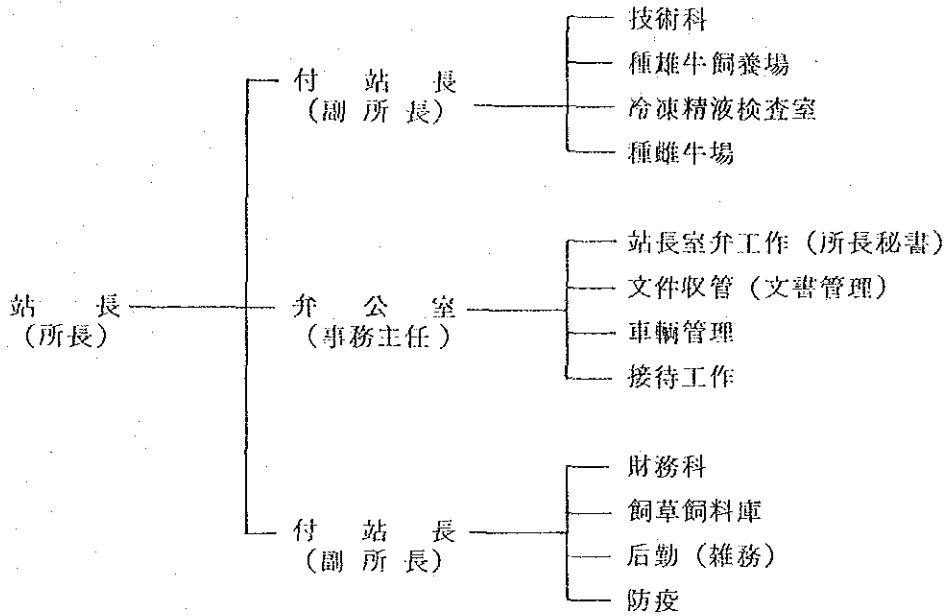 技術科
種雄牛飼養場
冷凍精液検査室
種雌牛場
付站長
(副所長)
站長室弁工作(所長秘書)
文件収管(文書管理)
車輌管理
接待工作
弁公室
(事務主任)
站長
(所長)
財務科
飼草飼料庫
后勤(雑務)
防疫
付站長
(副所長)